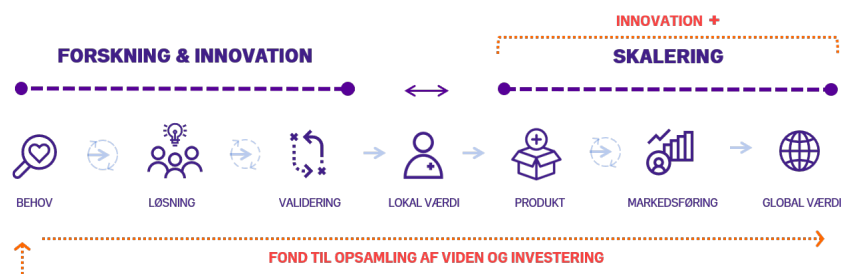 INNOVATION +
FORSKNING & INNOVATION
SKALERING
BEHOV
LØSNING
VALIDERING
LOKAL VÆRDI
PRODUKT
MARKEDSFØRING
GLOBAL VÆRDI
FOND TIL OPSAMLING AF VIDEN OG INVESTERING